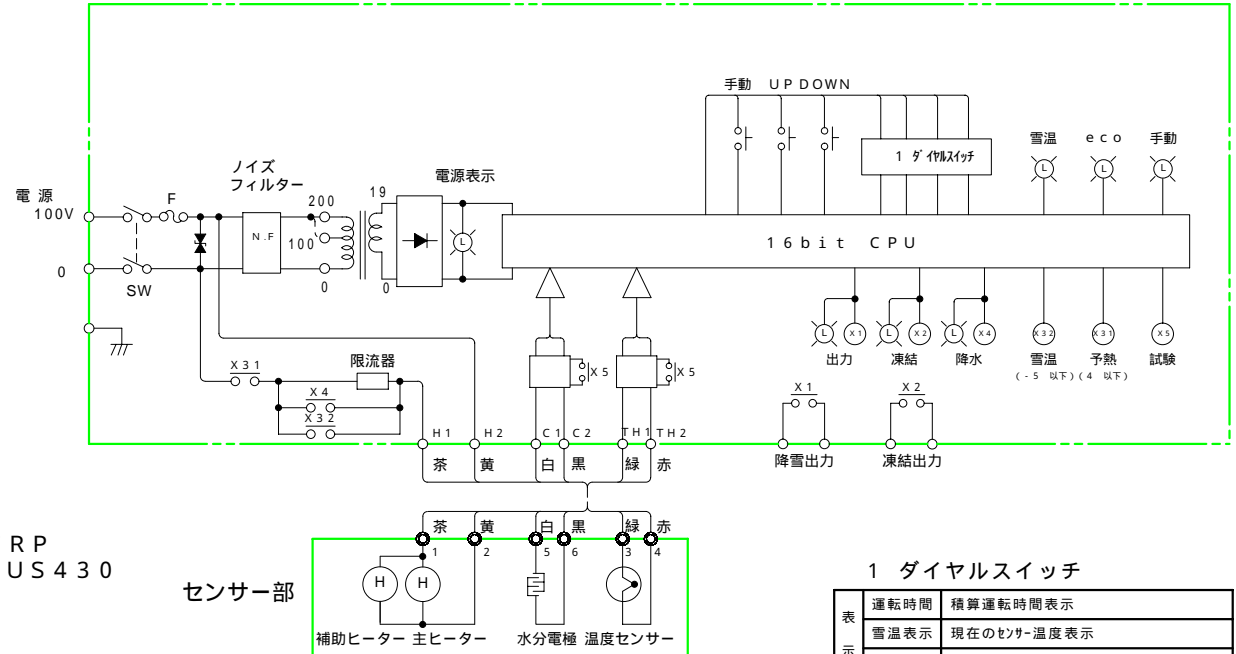 手動 UP DOWN
1 ダイヤルスイッチ
雪温 eco 手動
L L L
ノイズ
フィルター
電源表示
電源
100V
F
200
19
N.F
100
L
16bit CPU
0
SW
0
0
L X1 L X2 L X4 X32 X31 X5
出力 凍結 降水 雪温 予熱 試験
(-5 以下) (4 以下)
X31
限流器
X5
X5
X4
X32
X1
X2
H1 H2 C1 C2 TH1 TH2
茶 黄 白 黒 緑 赤
降雪出力 凍結出力
茶 黄 白 黒 緑 赤
1 2 5 6 3 4
RP
US430
センサー部
H H
補助ヒーター 主ヒーター 水分電極 温度センサー
1 ダイヤルスイッチ
表示
運転時間 積算運転時間表示
雪温表示 現在のセンサー温度表示